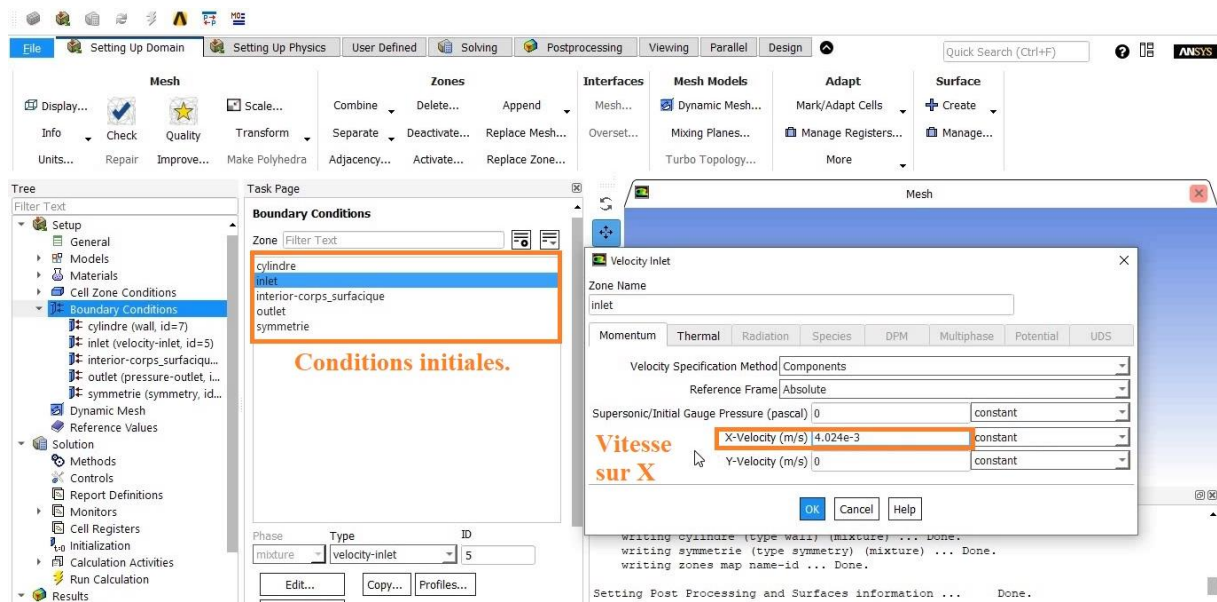 File
Setting Up Domain
Setting Up Physics
User Defined
Solving
Postprocessing
Viewing
Parallel
Design
Quick Search (Ctrl+F)
ANSYS
Mesh
Display...
Info
Units...
Check
Repair
Quality
Improve...
Scale...
Transform
Make Polyhedra
Zones
Combine
Delete...
Append
Separate
Deactivate...
Replace Mesh...
Adjacency...
Activate...
Replace Zone...
Interfaces
Mesh...
Overset...
Mesh Models
Dynamic Mesh...
Mixing Planes...
Turbo Topology...
Adapt
Mark/Adapt Cells
Manage Registers...
More
Surface
Create
Manage...
Tree
Filter Text
Setup
General
Models
Materials
Cell Zone Conditions
Boundary Conditions
cylindre (wall, id=7)
inlet (velocity-inlet, id=5)
interior-corps_surfaciqu...
outlet (pressure-outlet, i...
symmetrie (symmetry, id...
Dynamic Mesh
Reference Values
Solution
Methods
Controls
Report Definitions
Monitors
Cell Registers
Initialization
Calculation Activities
Run Calculation
Results
Task Page
Boundary Conditions
Zone Filter Text
cylindre
inlet
interior-corps_surfacique
outlet
symmetrie
Conditions initiales.
Phase Type ID
mixture velocity-inlet 5
Edit... Copy... Profiles...
Mesh
Velocity Inlet
Zone Name
inlet
Momentum Thermal Radiation Species DPM Multiphase Potential UDS
Velocity Specification Method Components
Reference Frame Absolute
Supersonic/Initial Gauge Pressure (pascal) 0 constant
X-Velocity (m/s) 4.024e-3 constant
Y-Velocity (m/s) 0 constant
Vitesse
sur X
OK Cancel Help
writing cylindre (type wall) (mixture) ... Done.
writing symmetrie (type symmetry) (mixture) ... Done.
writing zones map name-id ... Done.
Setting Post Processing and Surfaces information ... Done.